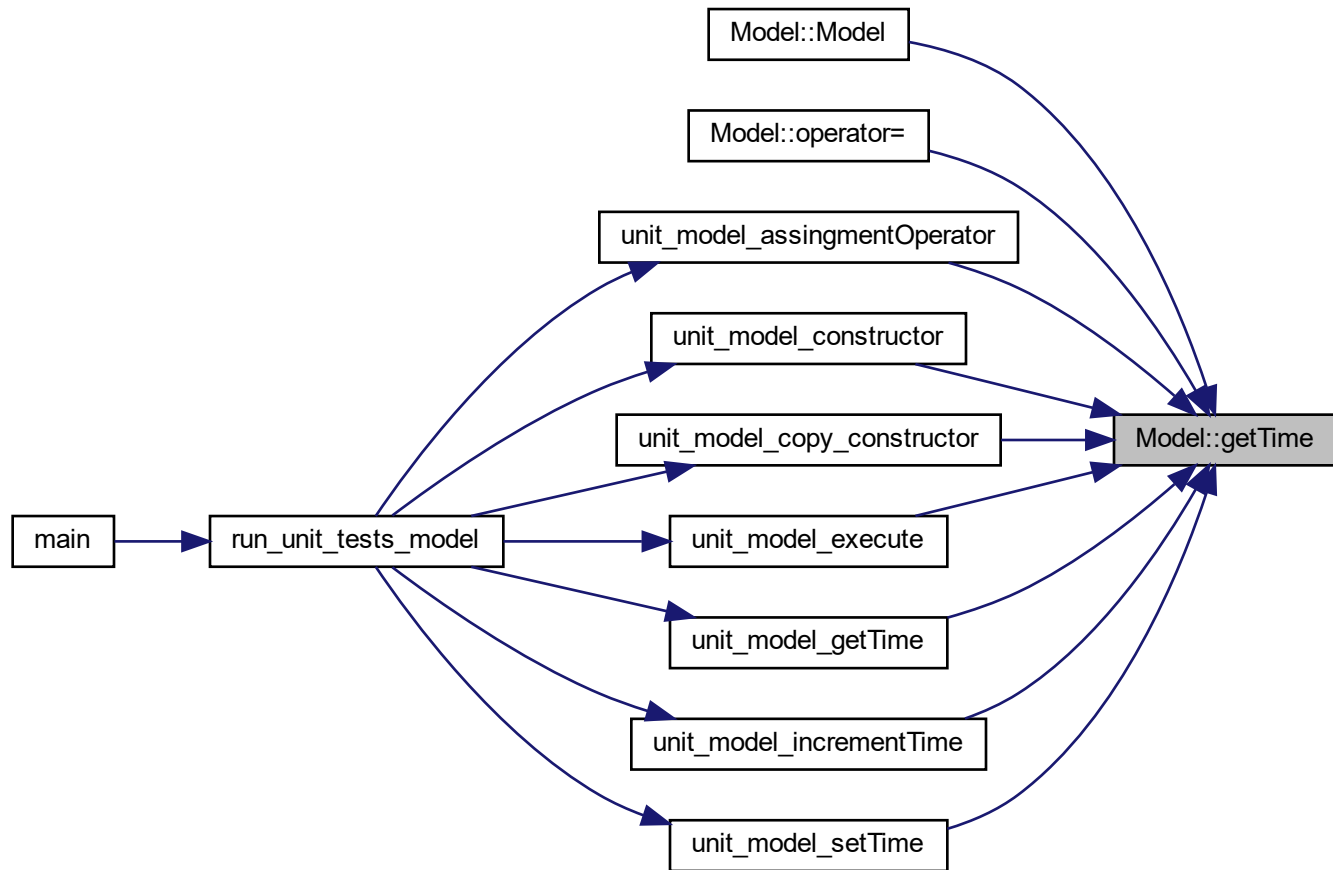 Model::Model
Model::operator=
unit_model_assingmentOperator
unit_model_constructor
unit_model_copy_constructor
Model::getTime
main
run_unit_tests_model
unit_model_execute
unit_model_getTime
unit_model_incrementTime
unit_model_setTime